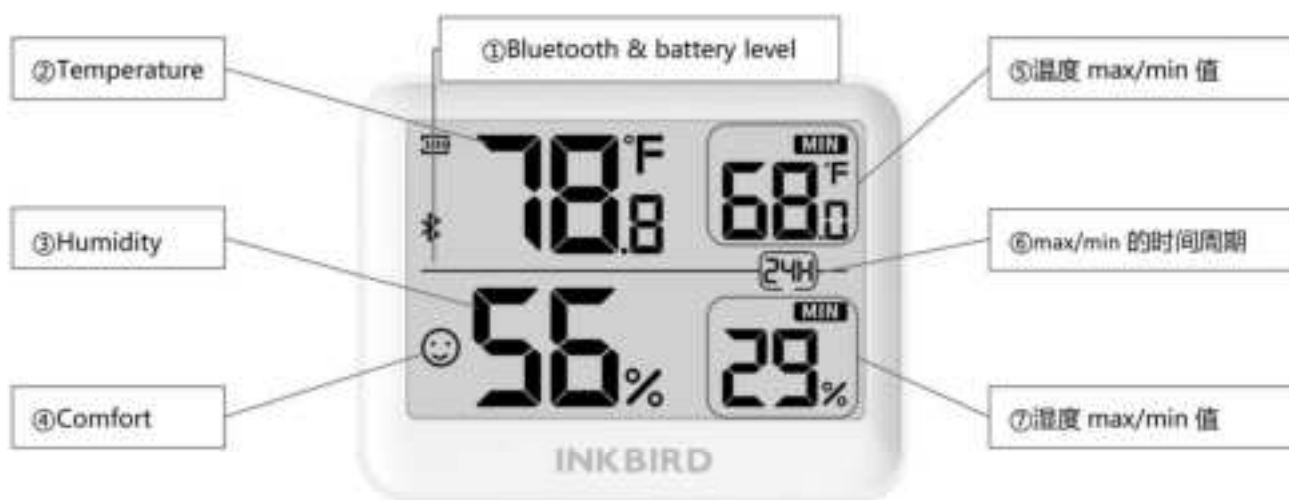 ①Bluetooth & battery level
②Temperature
⑤温度 max/min 值
MIN
78.8°F
68.0°F
③Humidity
⑥max/min 的时间周期
24H
MIN
56%
29%
④Comfort
⑦湿度 max/min 值
INKBIRD